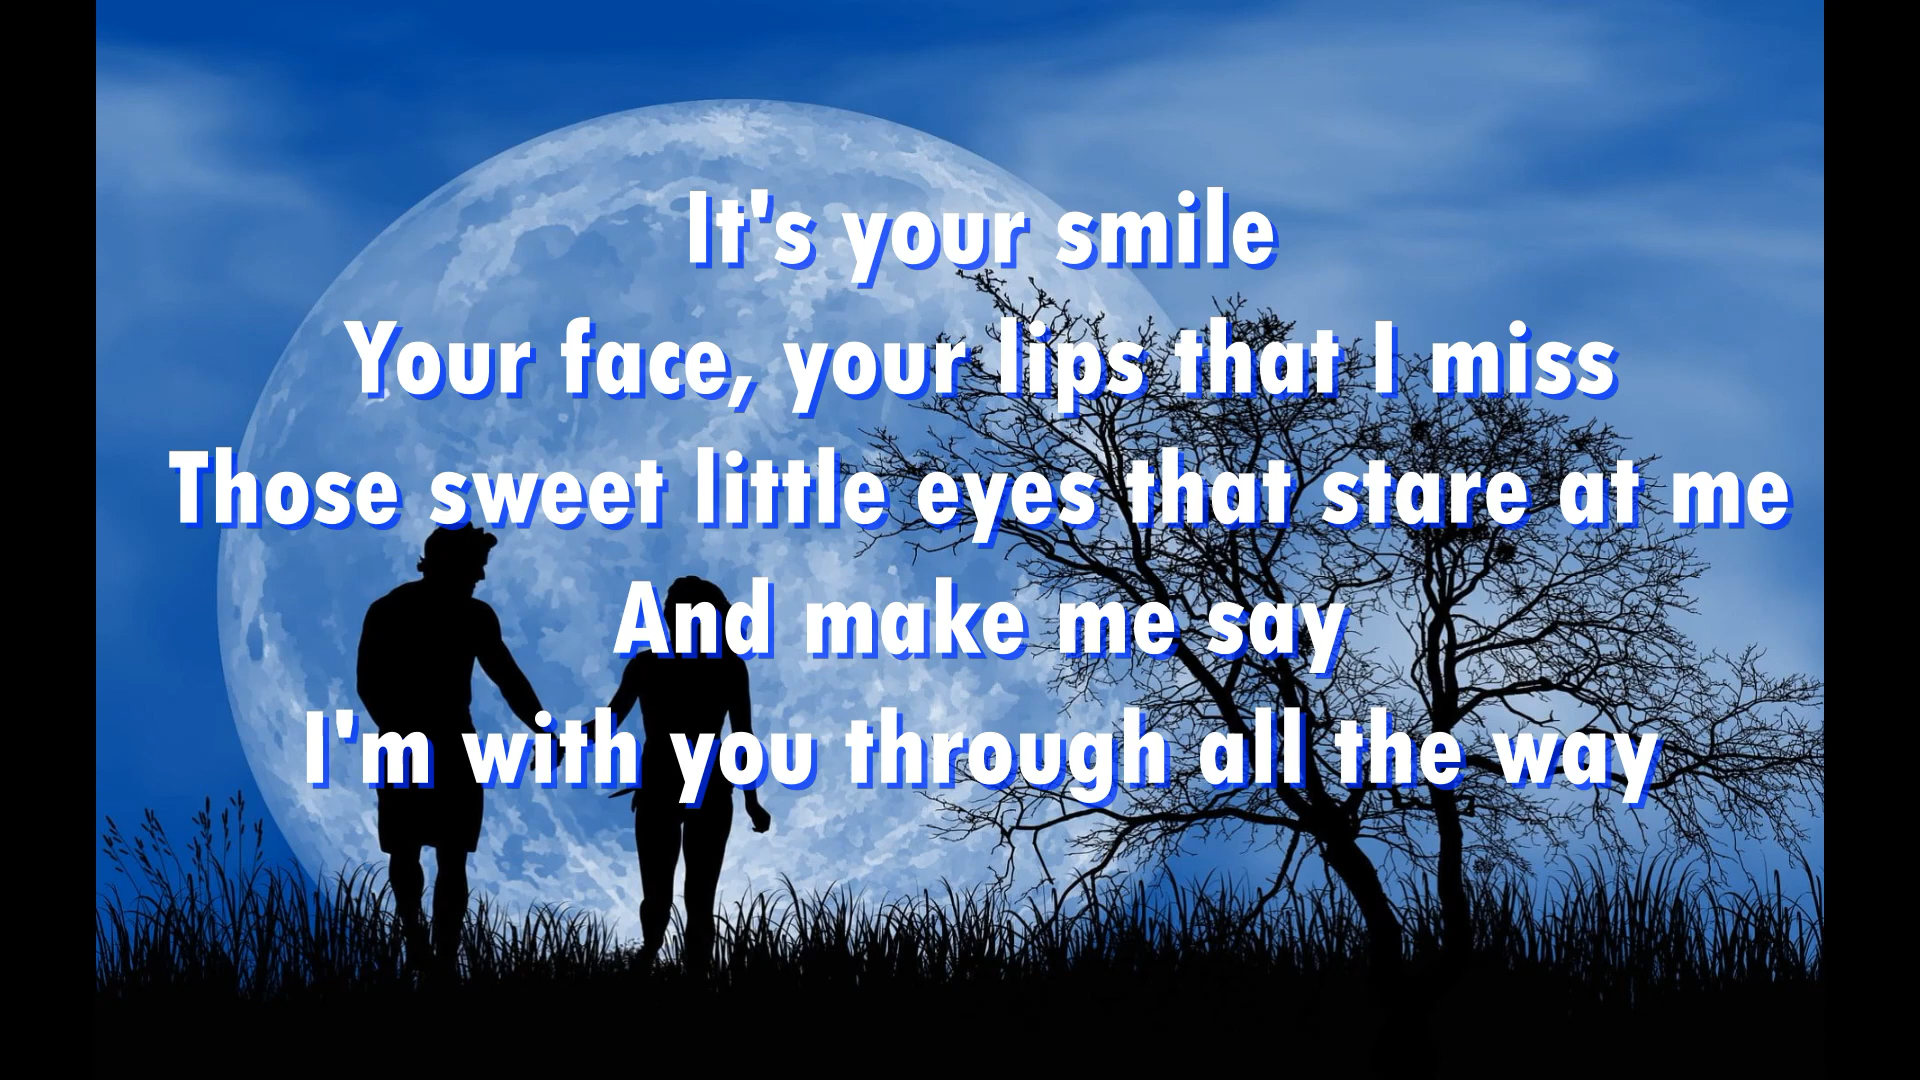 It's your smile
Your face, your lips that I miss
Those sweet little eyes that stare at me
And make me say
I'm with you through all the way